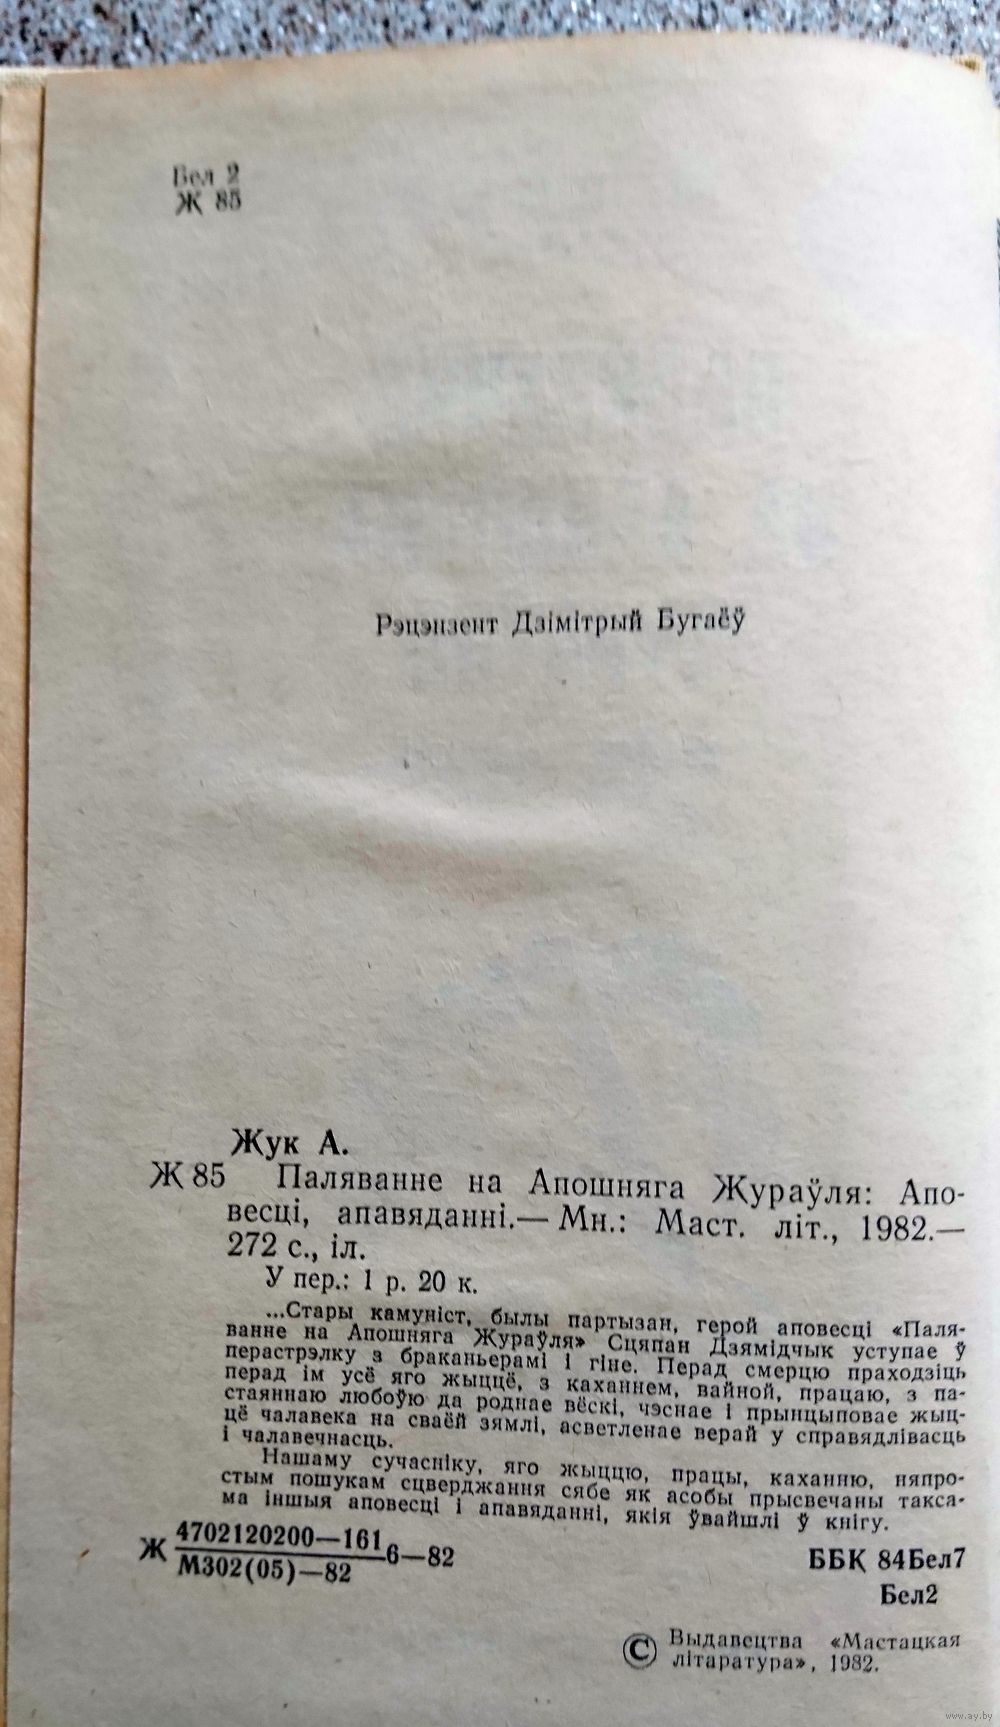 Бел 2
Ж 85
Рэцэнзент Дзімітрый Бугаёў
Жук А.
Ж 85 Паляванне на Апошняга Жураўля: Апо-
весці, апавяданні.— Мн.: Маст. літ., 1982.—
272 с., іл.
У пер.: 1 р. 20 к.
...Стары камуніст, былы партызан, герой аповесці «Паля-
ванне на Апошняга Жураўля» Сцяпан Дзямідчык уступае ў
перастрэлку з браканьерамі і гіне. Перад смерцю праходзіць
перад ім усё яго жыццё, з каханнем, вайной, працаю, з па-
стаяннаю любоўю да роднае вёскі, чэснае і прынцыповае жыц-
цё чалавека на сваёй зямлі, асветленае верай у справядлівасць
і чалавечнасць.
Нашаму сучасніку, яго жыццю, працы, каханню, няпро-
стым пошукам сцверджання сябе як асобы прысвечаны такса-
ма іншыя аповесці і апавяданні, якія ўвайшлі ў кнігу.
4702120200—161
Ж 6—82
М302(05)—82
ББК 84Бел7
Бел2
© Выдавецтва «Мастацкая
літаратура», 1982.
www.ay.by